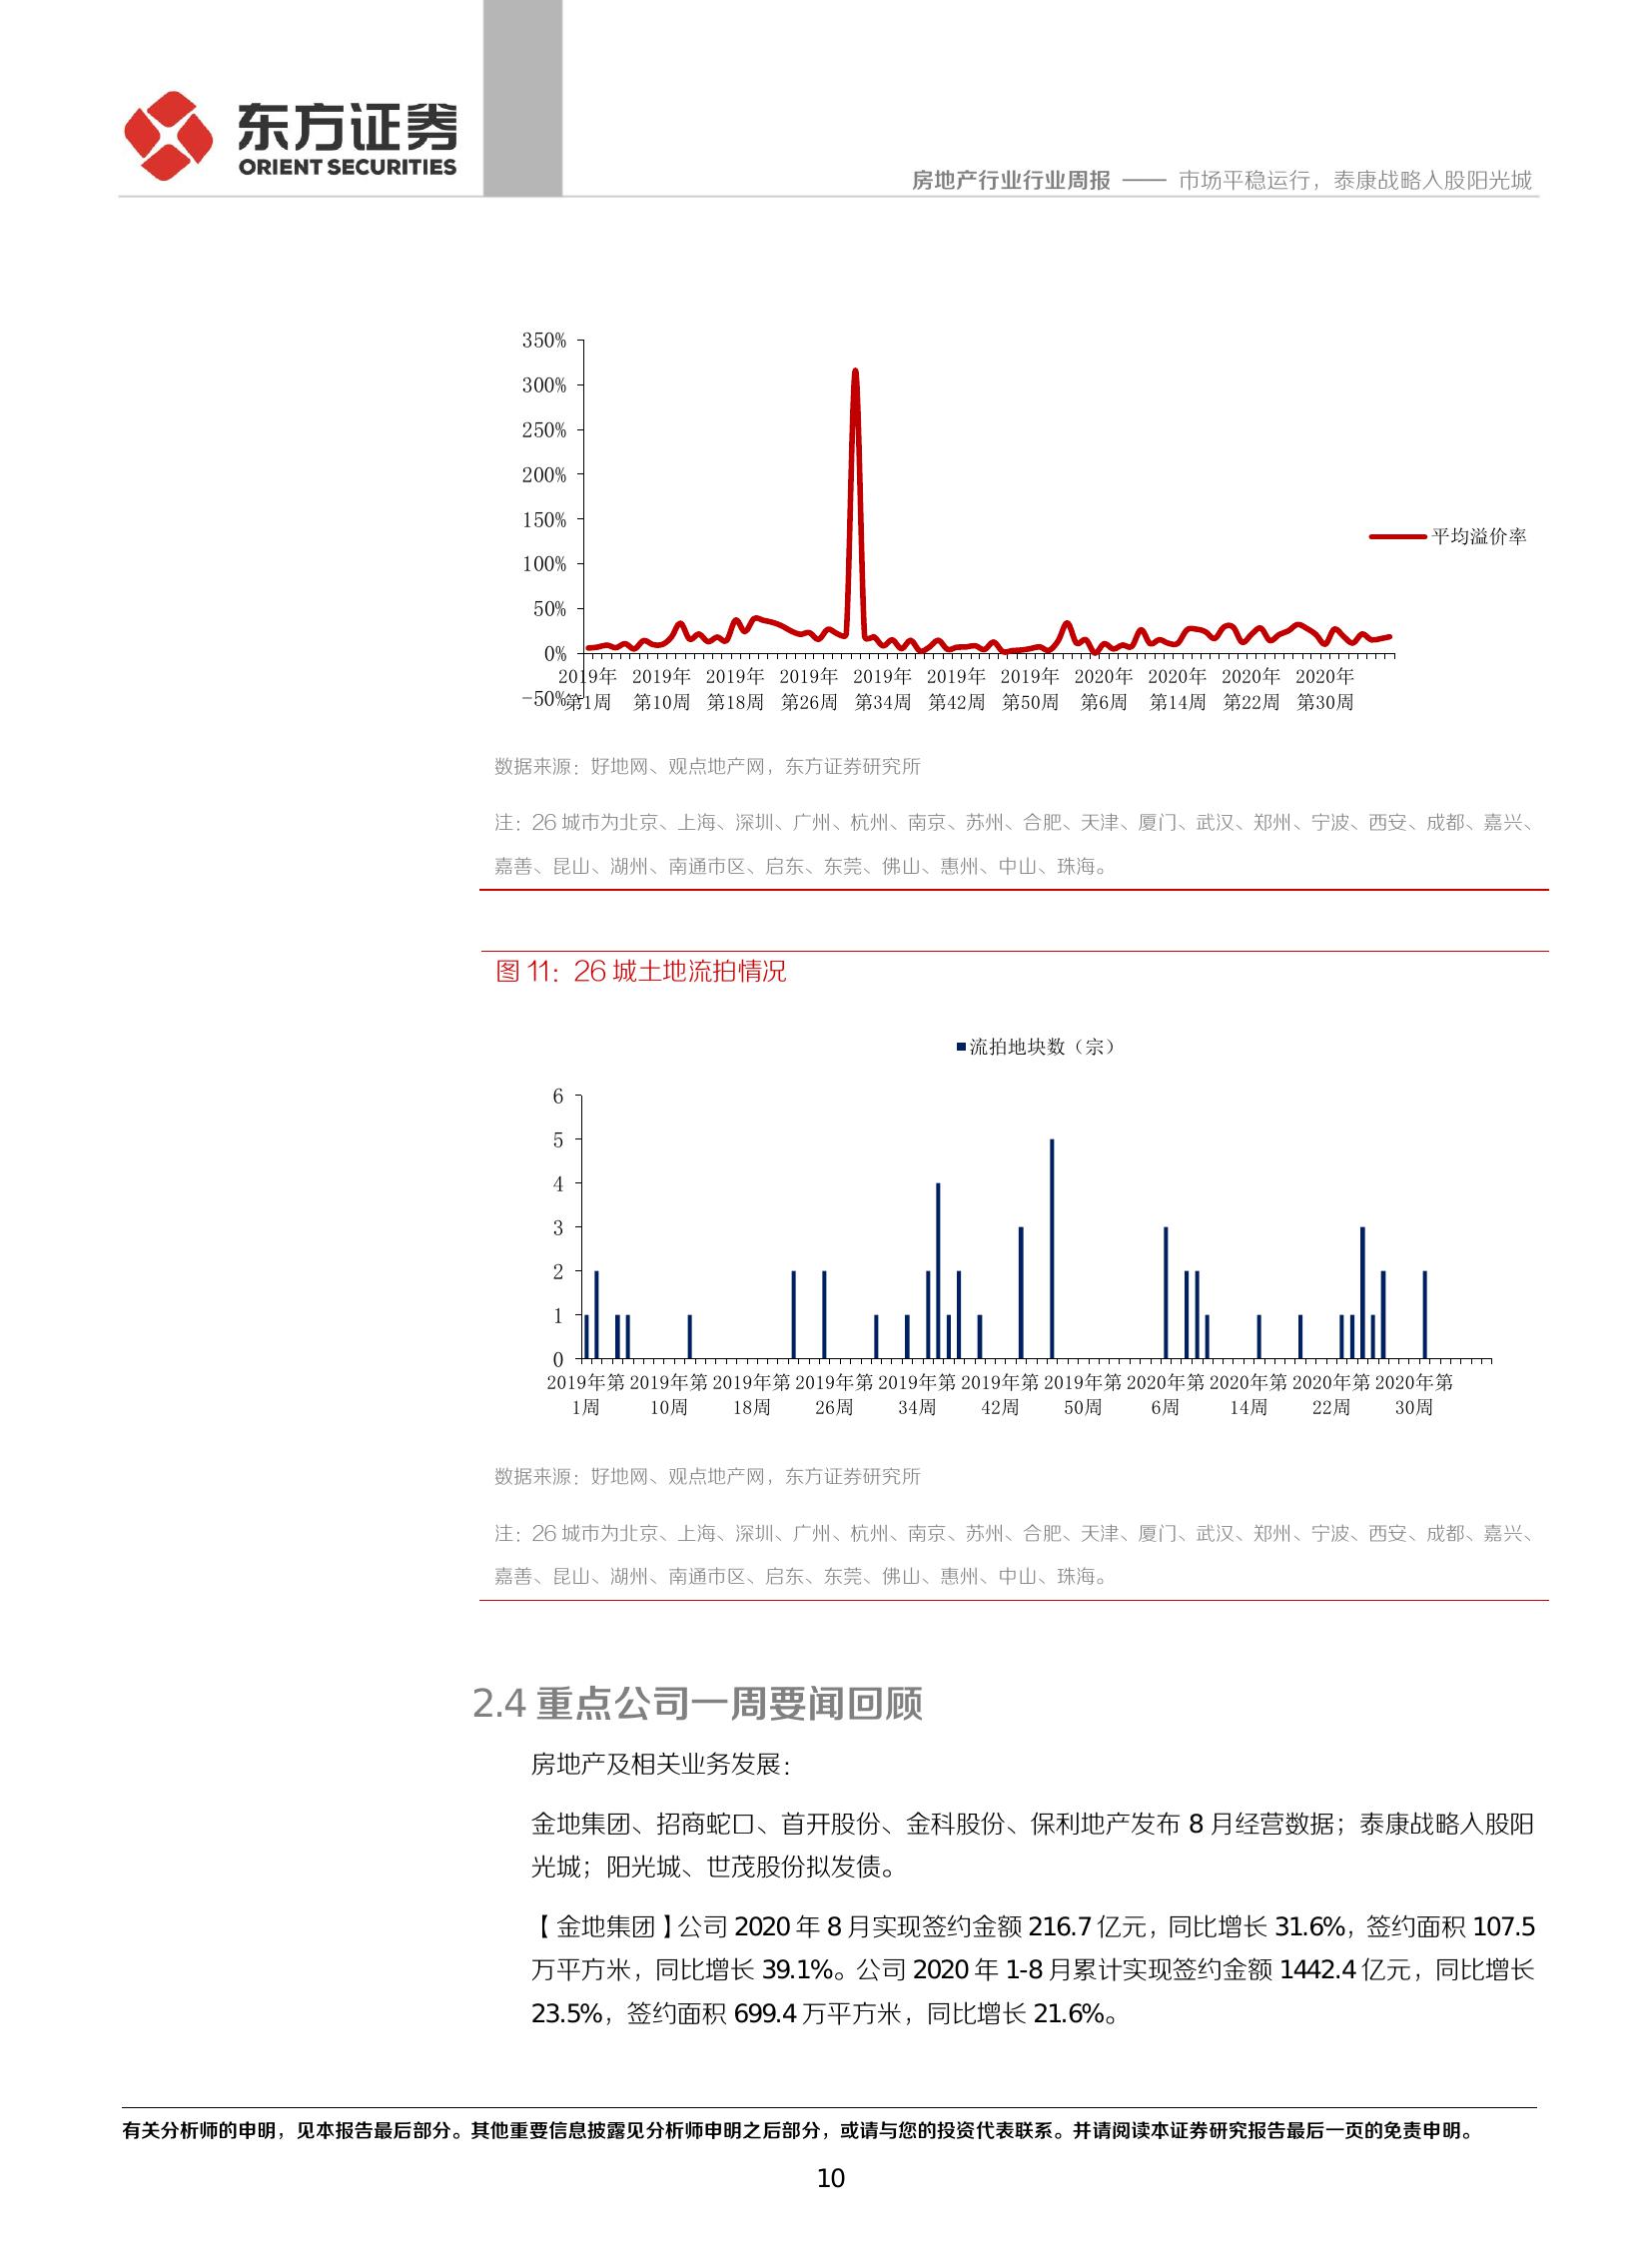 东方证券
ORIENT SECURITIES
房地产行业行业周报 —— 市场平稳运行，泰康战略入股阳光城
350%
300%
250%
200%
150%
100%
50%
0%
-50%
平均溢价率
2019年 2019年 2019年 2019年 2019年 2019年 2019年 2020年 2020年 2020年 2020年
第1周 第10周 第18周 第26周 第34周 第42周 第50周 第6周 第14周 第22周 第30周
数据来源：好地网、观点地产网，东方证券研究所
注：26 城市为北京、上海、深圳、广州、杭州、南京、苏州、合肥、天津、厦门、武汉、郑州、宁波、西安、成都、嘉兴、
嘉善、昆山、湖州、南通市区、启东、东莞、佛山、惠州、中山、珠海。
图 11：26 城土地流拍情况
流拍地块数（宗）
6
5
4
3
2
1
0
2019年第 2019年第 2019年第 2019年第 2019年第 2019年第 2019年第 2020年第 2020年第 2020年第 2020年第
1周 10周 18周 26周 34周 42周 50周 6周 14周 22周 30周
数据来源：好地网、观点地产网，东方证券研究所
注：26 城市为北京、上海、深圳、广州、杭州、南京、苏州、合肥、天津、厦门、武汉、郑州、宁波、西安、成都、嘉兴、
嘉善、昆山、湖州、南通市区、启东、东莞、佛山、惠州、中山、珠海。
2.4 重点公司一周要闻回顾
房地产及相关业务发展：
金地集团、招商蛇口、首开股份、金科股份、保利地产发布 8 月经营数据；泰康战略入股阳
光城；阳光城、世茂股份拟发债。
【金地集团】公司 2020 年 8 月实现签约金额 216.7 亿元，同比增长 31.6%，签约面积 107.5
万平方米，同比增长 39.1%。公司 2020 年 1-8 月累计实现签约金额 1442.4 亿元，同比增长
23.5%，签约面积 699.4 万平方米，同比增长 21.6%。
有关分析师的申明，见本报告最后部分。其他重要信息披露见分析师申明之后部分，或请与您的投资代表联系。并请阅读本证券研究报告最后一页的免责申明。
10